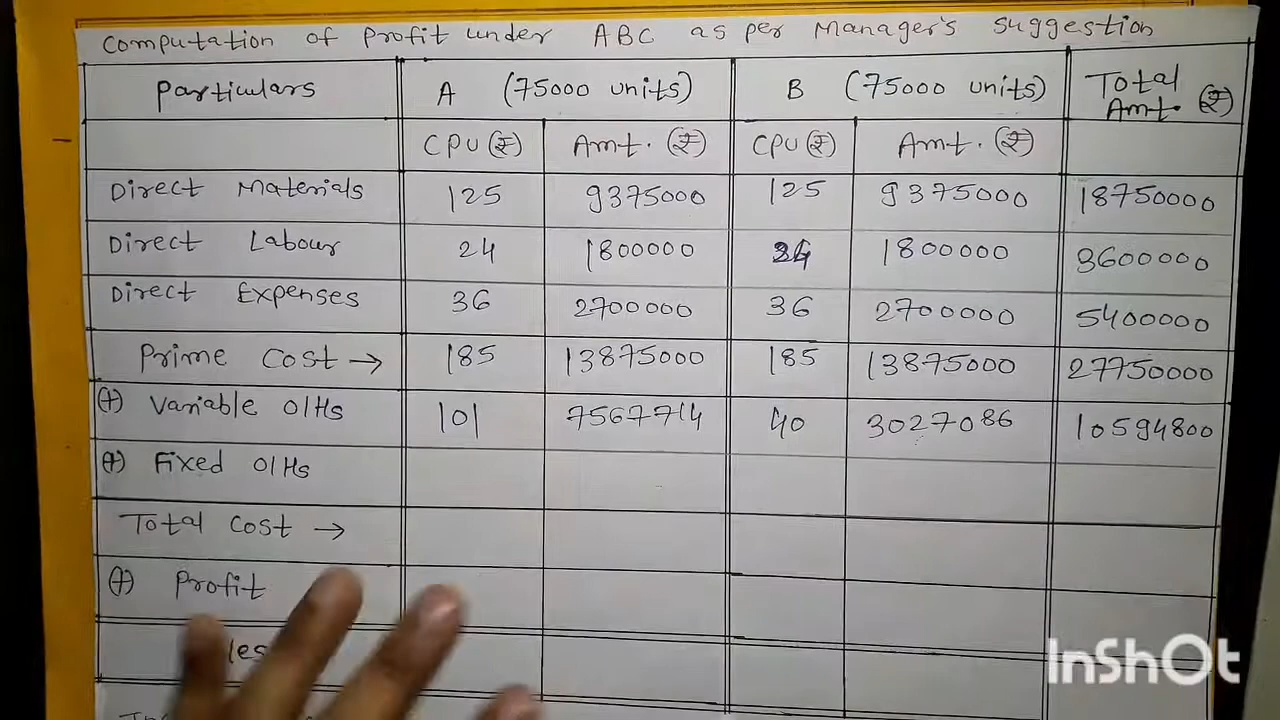 Computation of Profit under ABC as per Manager's Suggestion
Particulars A (75000 units) B (75000 units) Total Amt. (₹)
CPU (₹) Amt. (₹) CPU (₹) Amt. (₹)
Direct Materials 125 9375000 125 9375000 18750000
Direct Labour 24 1800000 24 1800000 3600000
Direct Expenses 36 2700000 36 2700000 5400000
Prime Cost → 185 13875000 185 13875000 27750000
(+) Variable O/Hs 101 7567714 40 3027086 10594800
(+) Fixed O/Hs
Total Cost →
(+) Profit
InShOt